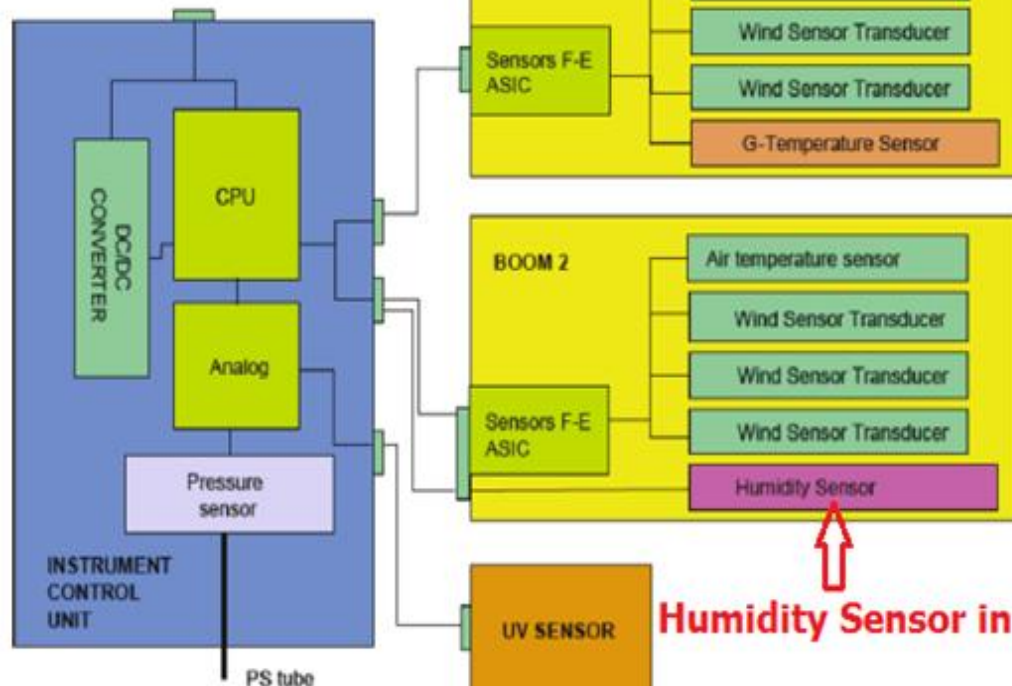 DC/DC
CONVERTER
CPU
Analog
Pressure
sensor
INSTRUMENT
CONTROL
UNIT
PS tube
Sensors F-E
ASIC
Wind Sensor Transducer
Wind Sensor Transducer
G-Temperature Sensor
BOOM 2
Air temperature sensor
Wind Sensor Transducer
Wind Sensor Transducer
Wind Sensor Transducer
Sensors F-E
ASIC
Humidity Sensor
UV SENSOR
Humidity Sensor in